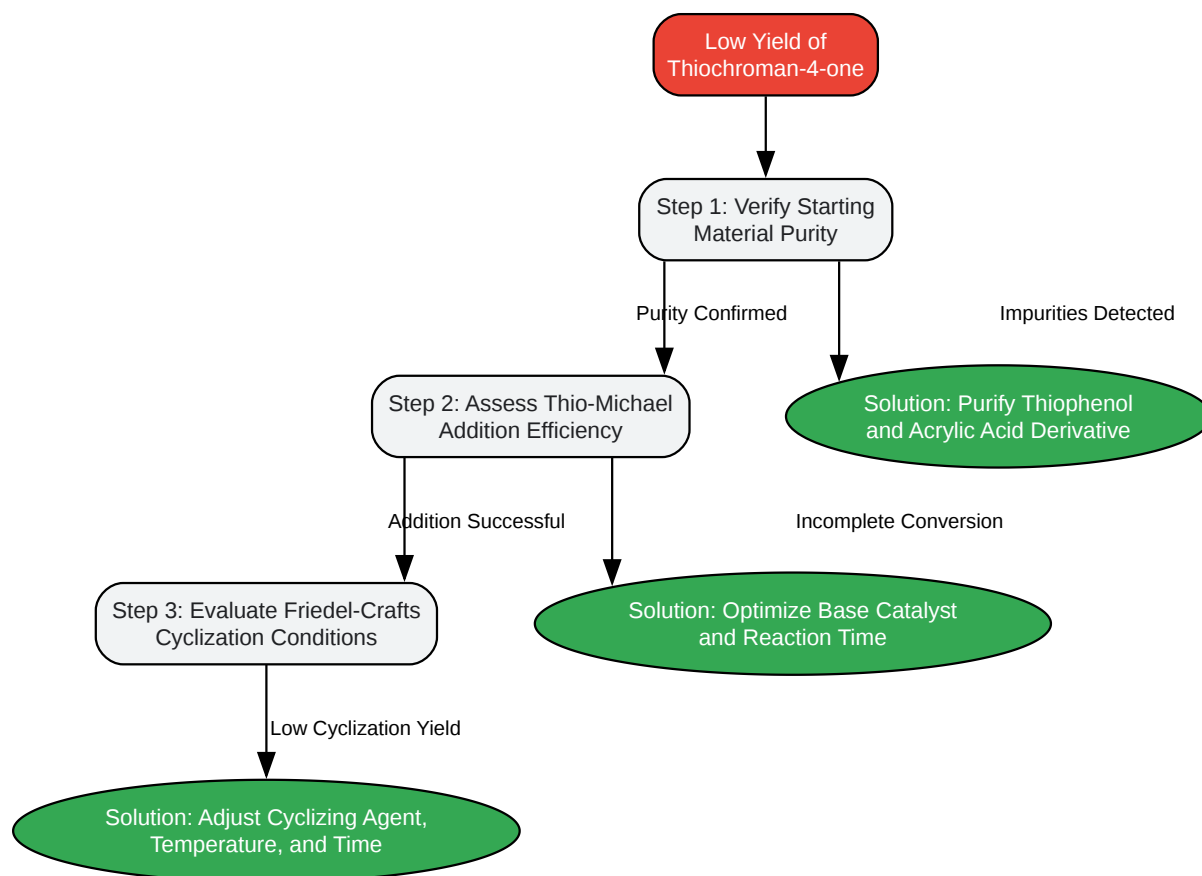 Low Yield of
Thiochroman-4-one
Step 1: Verify Starting
Material Purity
Purity Confirmed
Impurities Detected
Step 2: Assess Thio-Michael
Addition Efficiency
Solution: Purify Thiophenol
and Acrylic Acid Derivative
Addition Successful
Incomplete Conversion
Step 3: Evaluate Friedel-Crafts
Cyclization Conditions
Solution: Optimize Base Catalyst
and Reaction Time
Low Cyclization Yield
Solution: Adjust Cyclizing Agent,
Temperature, and Time